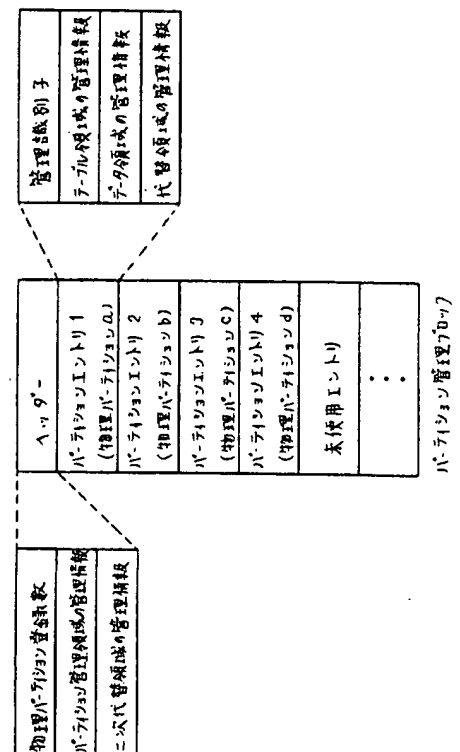 管理識別子
テーブル領域の管理情報
データ領域の管理情報
代替領域の管理情報
ヘッダー
パーティションエントリ1
(物理パーティションa)
パーティションエントリ2
(物理パーティションb)
パーティションエントリ3
(物理パーティションc)
パーティションエントリ4
(物理パーティションd)
未使用エントリ
・・・
パーティション管理ブロック
物理パーティション登録数
パーティション管理領域の管理情報
二次代替領域の管理情報